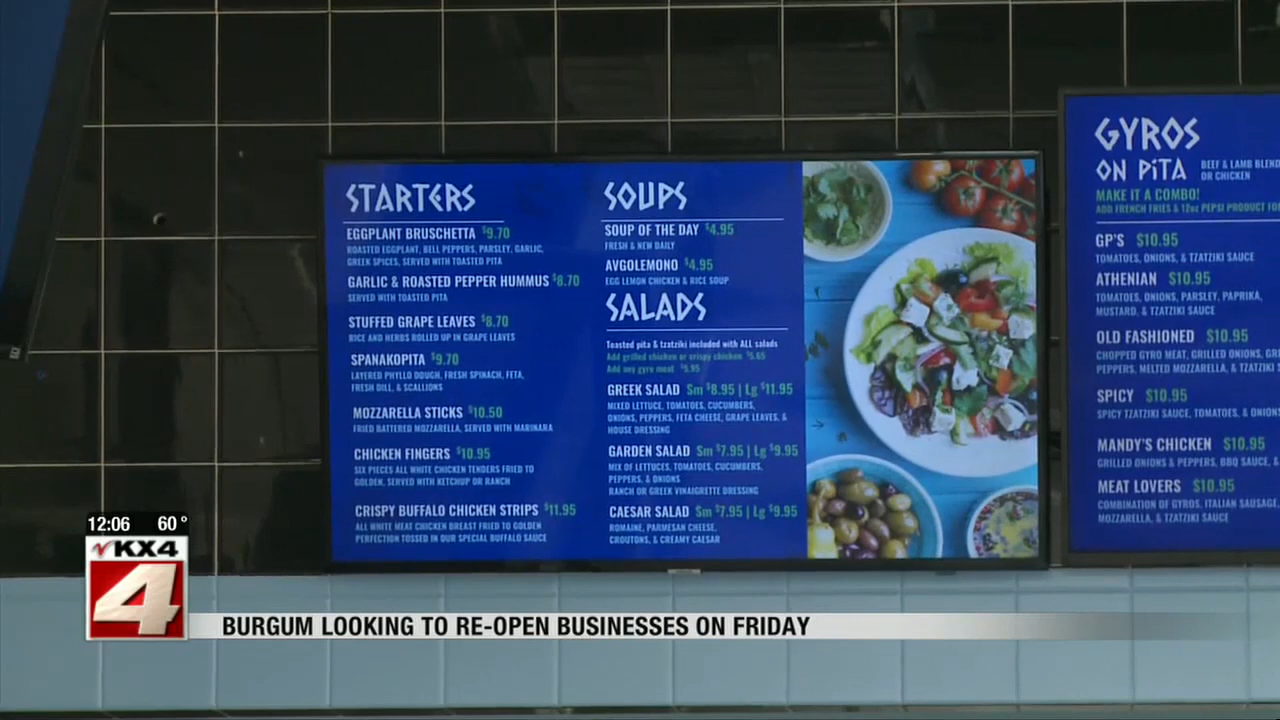 STARTERS
EGGPLANT BRUSCHETTA $9.70
ROASTED EGGPLANT, BELL PEPPERS, PARSLEY, GARLIC,
GREEK SPICES, SERVED WITH TOASTED PITA
GARLIC & ROASTED PEPPER HUMMUS $8.70
SERVED WITH TOASTED PITA
STUFFED GRAPE LEAVES $8.70
RICE AND HERBS ROLLED UP IN GRAPE LEAVES
SPANAKOPITA $9.70
LAYERED PHYLLO DOUGH, FRESH SPINACH, FETA,
FRESH DILL, & SCALLIONS
MOZZARELLA STICKS $10.50
FRIED BATTERED MOZZARELLA, SERVED WITH MARINARA
CHICKEN FINGERS $10.95
SIX PIECES ALL WHITE CHICKEN TENDERS FRIED TO
GOLDEN. SERVED WITH KETCHUP OR RANCH
CRISPY BUFFALO CHICKEN STRIPS $11.95
ALL WHITE MEAT CHICKEN BREAST FRIED TO GOLDEN
PERFECTION TOSSED IN OUR SPECIAL BUFFALO SAUCE
SOUPS
SOUP OF THE DAY $4.95
FRESH & NEW DAILY
AVGOLEMONO $4.95
EGG LEMON CHICKEN & RICE SOUP
SALADS
Toasted pita & tzatziki included with ALL salads
Add grilled chicken or crispy chicken $5.65
Add any gyro meat $5.95
GREEK SALAD Sm $8.95 | Lg $11.95
MIXED LETTUCE, TOMATOES, CUCUMBERS,
ONIONS, PEPPERS, FETA CHEESE, GRAPE LEAVES, &
HOUSE DRESSING
GARDEN SALAD Sm $7.95 | Lg $9.95
MIX OF LETTUCES, TOMATOES, CUCUMBERS,
PEPPERS, & ONIONS
RANCH OR GREEK VINAIGRETTE DRESSING
CAESAR SALAD Sm $7.95 | Lg $9.95
ROMAINE, PARMESAN CHEESE,
CROUTONS, & CREAMY CAESAR
GYROS
ON PITA BEEF & LAMB BLEND
OR CHICKEN
MAKE IT A COMBO!
ADD FRENCH FRIES & 12oz PEPSI PRODUCT FO
GP'S $10.95
TOMATOES, ONIONS, & TZATZIKI SAUCE
ATHENIAN $10.95
TOMATOES, ONIONS, PARSLEY, PAPRIKA,
MUSTARD, & TZATZIKI SAUCE
OLD FASHIONED $10.95
CHOPPED GYRO MEAT, GRILLED ONIONS, GR
PEPPERS, MELTED MOZZARELLA, & TZATZIKI S
SPICY $10.95
SPICY TZATZIKI SAUCE, TOMATOES, & ONIONS
MANDY'S CHICKEN $10.95
GRILLED ONIONS & PEPPERS, BBQ SAUCE, &
MEAT LOVERS $10.95
COMBINATION OF GYROS, ITALIAN SAUSAGE,
MOZZARELLA, & TZATZIKI SAUCE
12:06 60°
KX4
4
BURGUM LOOKING TO RE-OPEN BUSINESSES ON FRIDAY